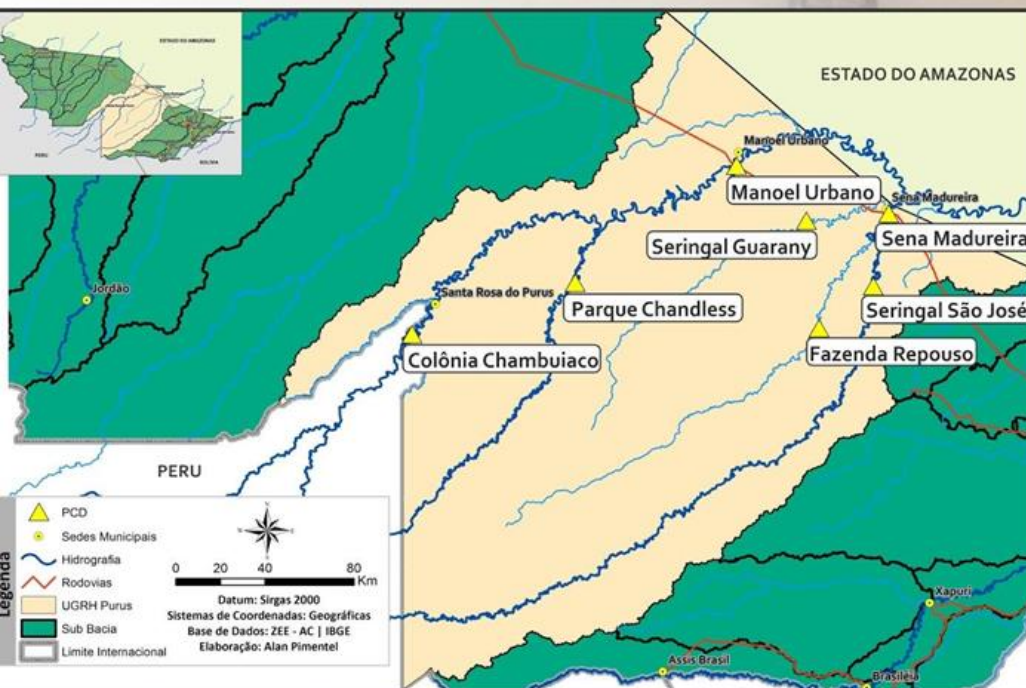 ESTADO DO AMAZONAS
PERU
BOLIVIA
ESTADO DO AMAZONAS
Manoel Urbano
Manoel Urbano
Sena Madureira
Seringal Guarany
Sena Madureira
Jordão
Santa Rosa do Purus
Parque Chandless
Seringal São José
Colônia Chambuiaco
Fazenda Repouso
PERU
Legenda
PCD
Sedes Municipais
Hidrografia
Rodovias
UGRH Purus
Sub Bacia
Limite Internacional
0 20 40 80
Km
Datum: Sirgas 2000
Sistemas de Coordenadas: Geográficas
Base de Dados: ZEE - AC | IBGE
Elaboração: Alan Pimentel
Xapuri
Assis Brasil
Brasiléia